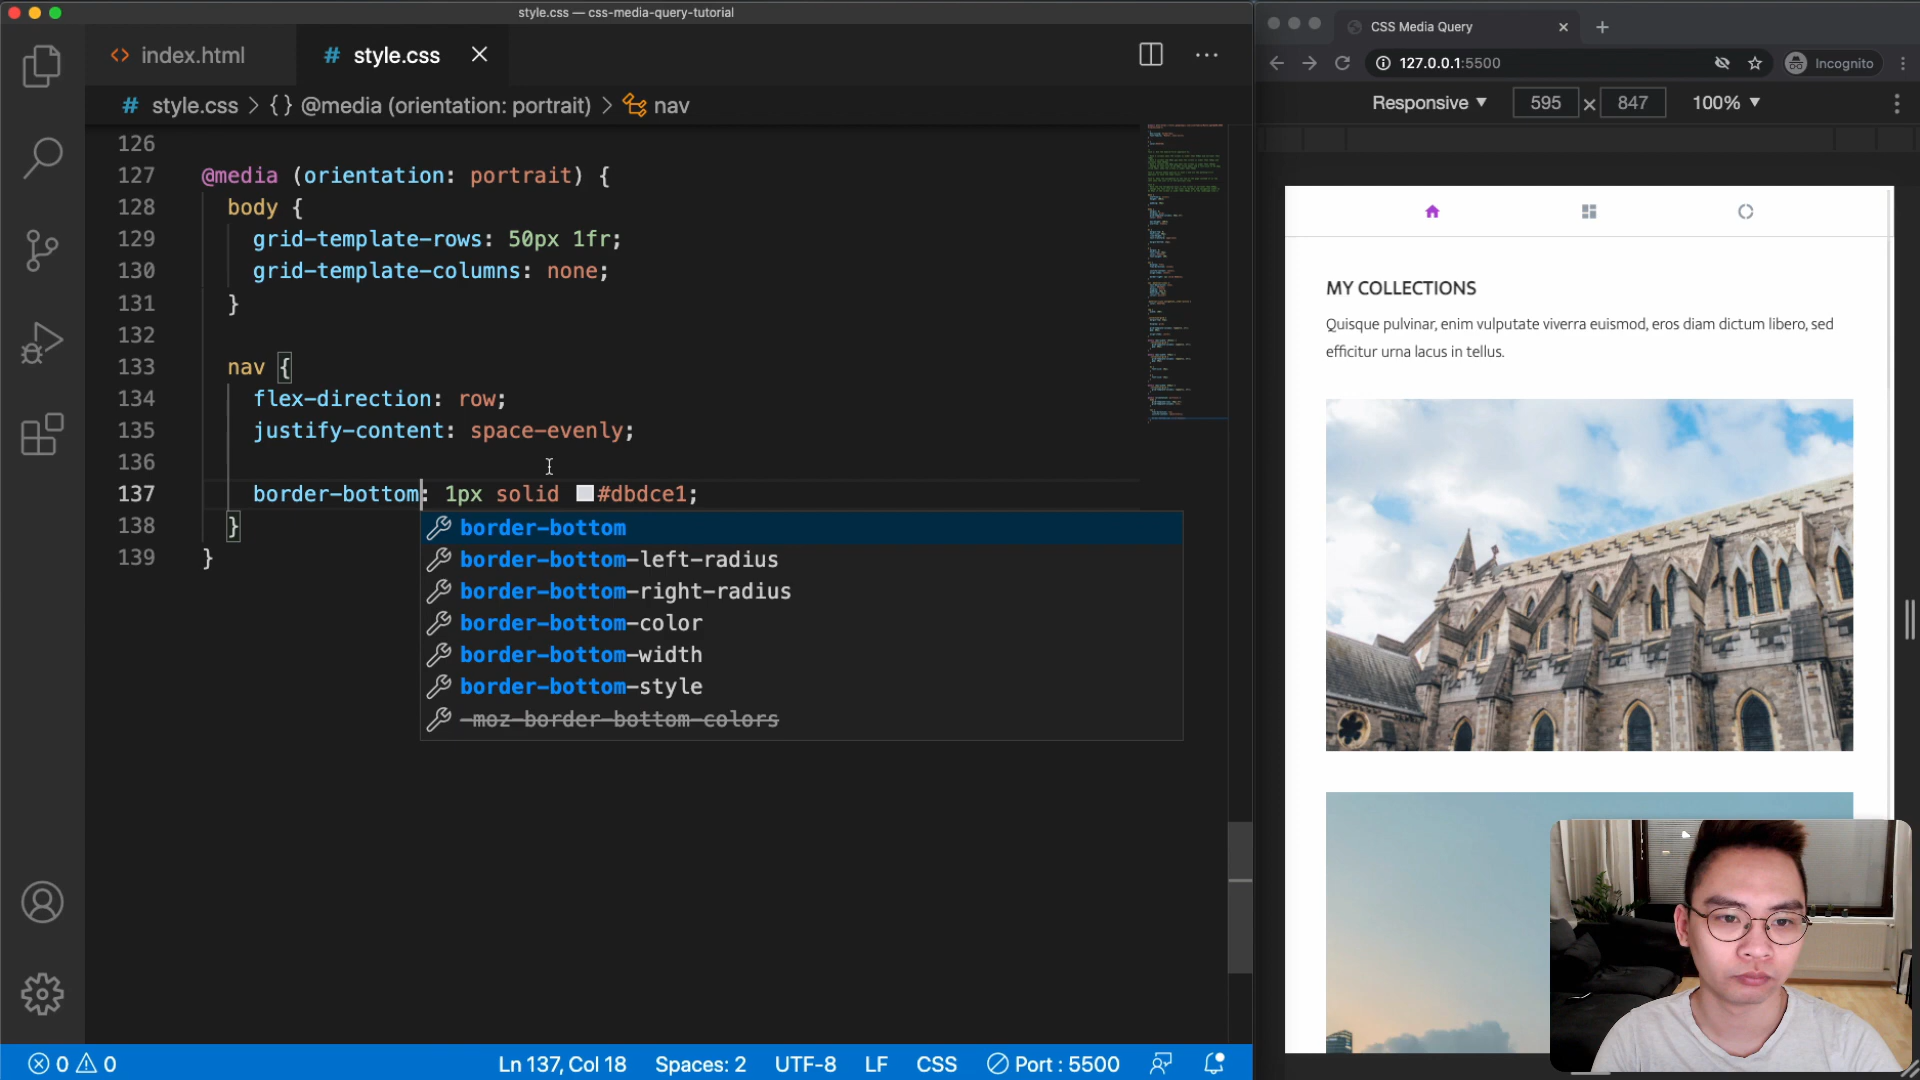 style.css — css-media-query-tutorial
index.html
# style.css
# style.css > {} @media (orientation: portrait) > nav
126
127 @media (orientation: portrait) {
128 body {
129 grid-template-rows: 50px 1fr;
130 grid-template-columns: none;
131 }
132
133 nav {
134 flex-direction: row;
135 justify-content: space-evenly;
136
137 border-bottom: 1px solid #dbdce1;
138 }
139 }
border-bottom
border-bottom-left-radius
border-bottom-right-radius
border-bottom-color
border-bottom-width
border-bottom-style
-moz-border-bottom-colors
0 0
Ln 137, Col 18
Spaces: 2
UTF-8
LF
CSS
Port : 5500
CSS Media Query
127.0.0.1:5500
Incognito
Responsive ▼ 595 × 847 100% ▼
MY COLLECTIONS
Quisque pulvinar, enim vulputate viverra euismod, eros diam dictum libero, sed
efficitur urna lacus in tellus.